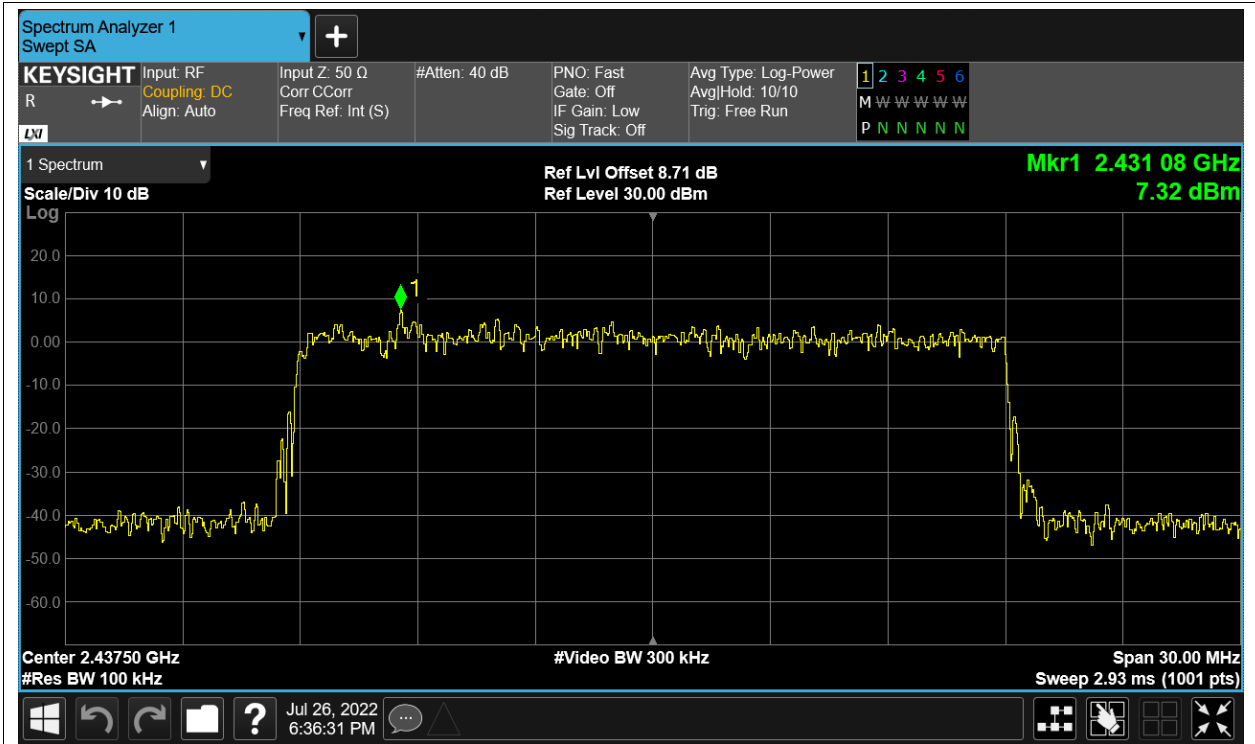 Spectrum Analyzer 1
Swept SA
KEYSIGHT
R
LXI
Input: RF
Coupling: DC
Align: Auto
Input Z: 50 Ω
Corr CCorr
Freq Ref: Int (S)
#Atten: 40 dB
PNO: Fast
Gate: Off
IF Gain: Low
Sig Track: Off
Avg Type: Log-Power
Avg|Hold: 10/10
Trig: Free Run
1 2 3 4 5 6
M W W W W W
P N N N N N
1 Spectrum
Scale/Div 10 dB
Log
Ref Lvl Offset 8.71 dB
Ref Level 30.00 dBm
Mkr1 2.431 08 GHz
7.32 dBm
20.0
10.0
0.00
-10.0
-20.0
-30.0
-40.0
-50.0
-60.0
1
Center 2.43750 GHz
#Res BW 100 kHz
#Video BW 300 kHz
Span 30.00 MHz
Sweep 2.93 ms (1001 pts)
?
Jul 26, 2022
6:36:31 PM